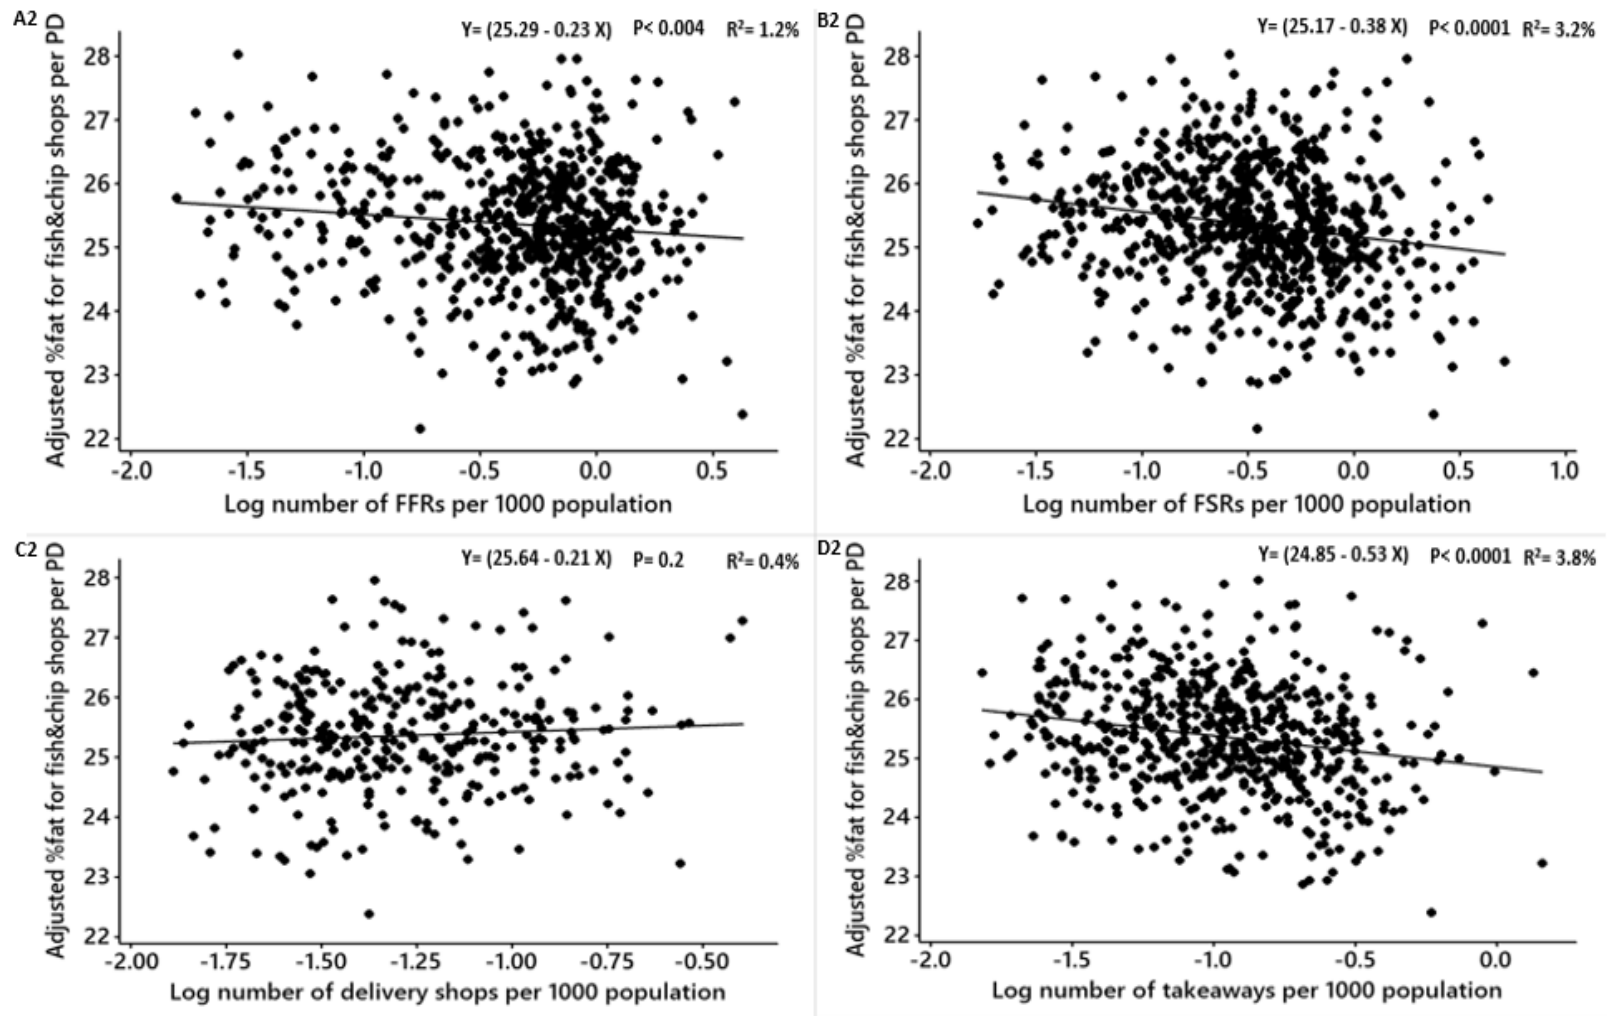 A2
Y= (25.29 - 0.23 X) P< 0.004 R²= 1.2%
Adjusted %fat for fish&chip shops per PD
28
27
26
25
24
23
22
-2.0 -1.5 -1.0 -0.5 0.0 0.5
Log number of FFRs per 1000 population
B2
Y= (25.17 - 0.38 X) P< 0.0001 R²= 3.2%
Adjusted %fat for fish&chip shops per PD
28
27
26
25
24
23
22
-2.0 -1.5 -1.0 -0.5 0.0 0.5 1.0
Log number of FSRs per 1000 population
C2
Y= (25.64 - 0.21 X) P= 0.2 R²= 0.4%
Adjusted %fat for fish&chip shops per PD
28
27
26
25
24
23
22
-2.00 -1.75 -1.50 -1.25 -1.00 -0.75 -0.50
Log number of delivery shops per 1000 population
D2
Y= (24.85 - 0.53 X) P< 0.0001 R²= 3.8%
Adjusted %fat for fish&chip shops per PD
28
27
26
25
24
23
22
-2.0 -1.5 -1.0 -0.5 0.0
Log number of takeaways per 1000 population